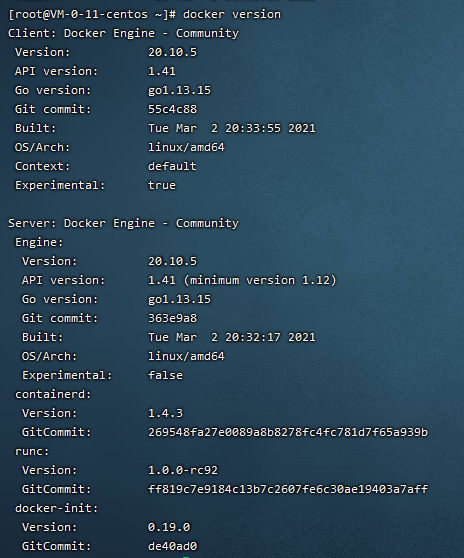 [root@VM-0-11-centos ~]# docker version
Client: Docker Engine - Community
 Version:           20.10.5
 API version:       1.41
 Go version:        go1.13.15
 Git commit:        55c4c88
 Built:             Tue Mar  2 20:33:55 2021
 OS/Arch:           linux/amd64
 Context:           default
 Experimental:      true

Server: Docker Engine - Community
 Engine:
  Version:          20.10.5
  API version:      1.41 (minimum version 1.12)
  Go version:       go1.13.15
  Git commit:       363e9a8
  Built:            Tue Mar  2 20:32:17 2021
  OS/Arch:          linux/amd64
  Experimental:     false
 containerd:
  Version:          1.4.3
  GitCommit:        269548fa27e0089a8b8278fc4fc781d7f65a939b
 runc:
  Version:          1.0.0-rc92
  GitCommit:        ff819c7e9184c13b7c2607fe6c30ae19403a7aff
 docker-init:
  Version:          0.19.0
  GitCommit:        de40ad0